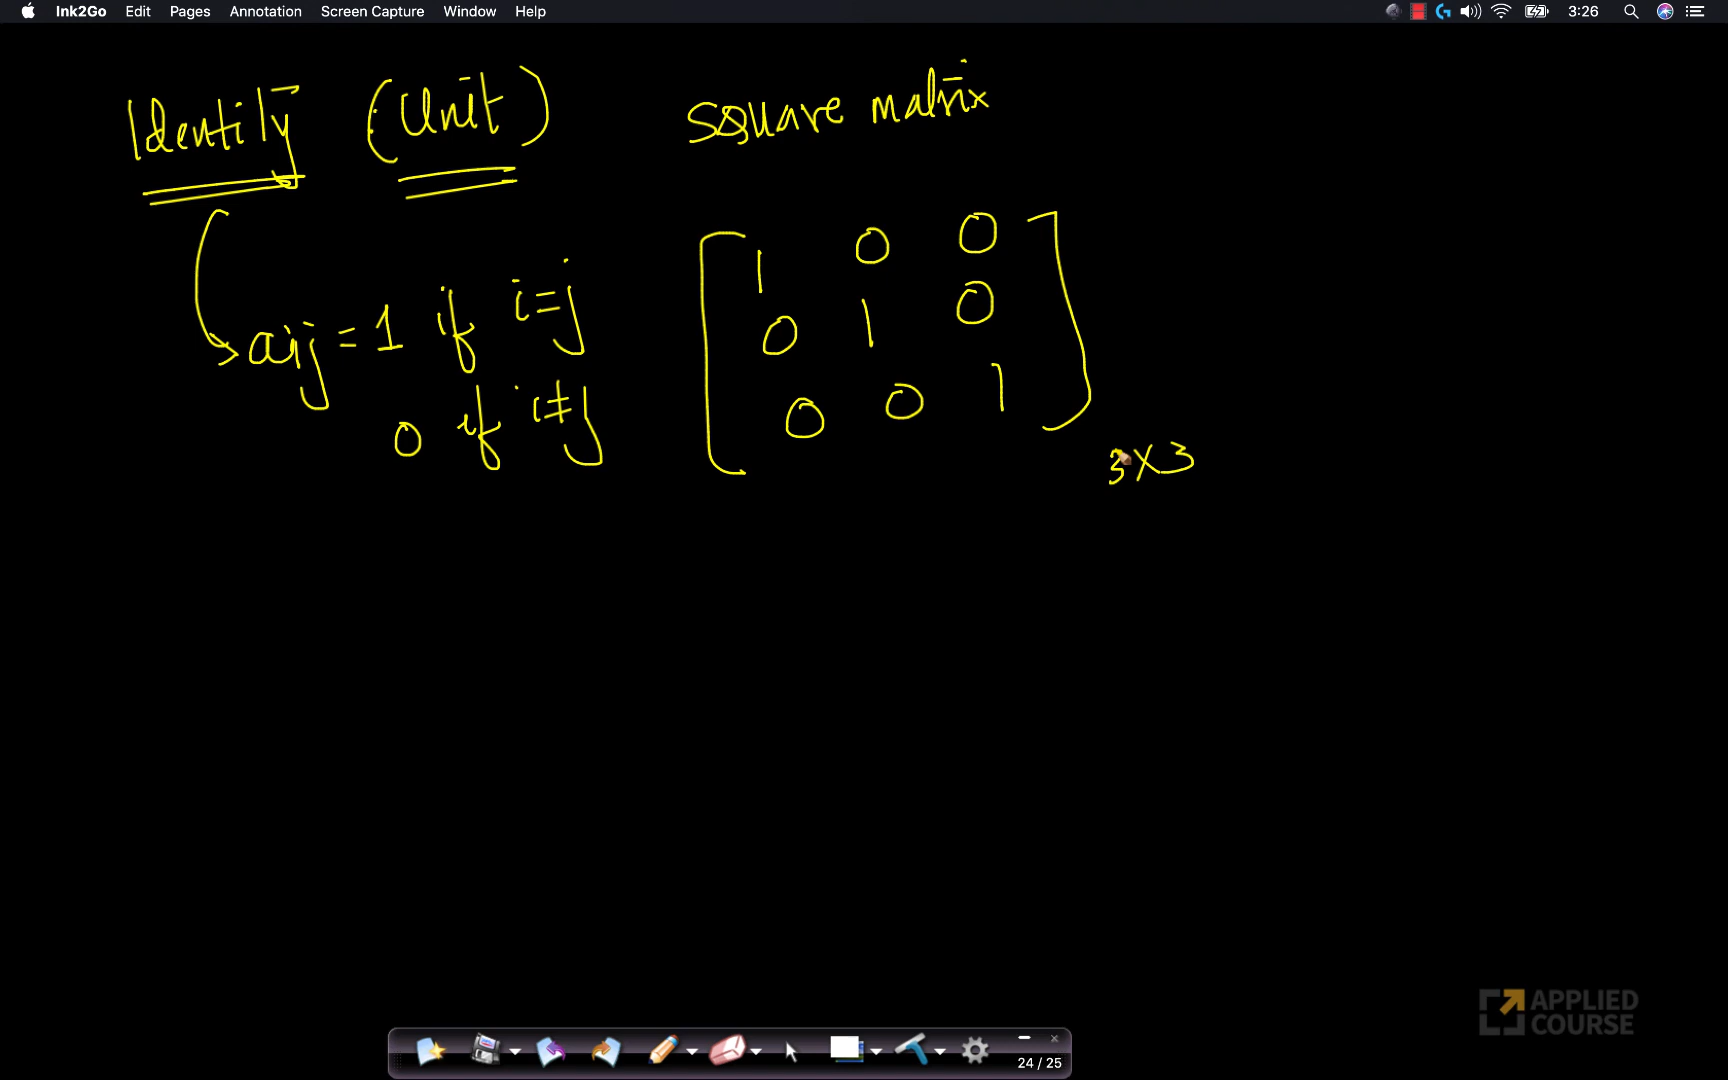 Ink2Go Edit Pages Annotation Screen Capture Window Help 3:26
Identity (Unit) square matrix
aij = 1 if i=j
0 if i≠j
1 0 0
0 1 0
0 0 1
3x3
APPLIED
COURSE
24 / 25